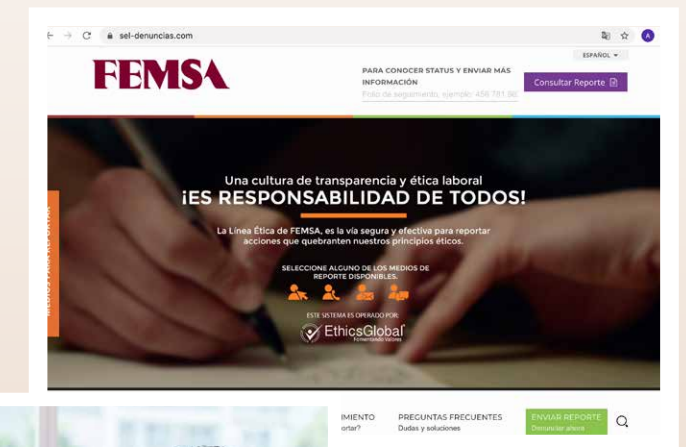 sel-denuncias.com
A
ESPAÑOL
FEMSA
PARA CONOCER STATUS Y ENVIAR MÁS
INFORMACIÓN
Folio de seguimiento, ejemplo: 456 781
Consultar Reporte
Una cultura de transparencia y ética laboral
¡ES RESPONSABILIDAD DE TODOS!
La Línea Ética de FEMSA, es la vía segura y efectiva para reportar
acciones que quebranten nuestros principios éticos.
MEDIOS PARA REPORTAR
SELECCIONE ALGUNO DE LOS MEDIOS DE
REPORTE DISPONIBLES.
ESTE SISTEMA ES OPERADO POR:
EthicsGlobal
Fomentando Valores
IMIENTO
ortar?
PREGUNTAS FRECUENTES
Dudas y soluciones
ENVIAR REPORTE
Denunciar ahora